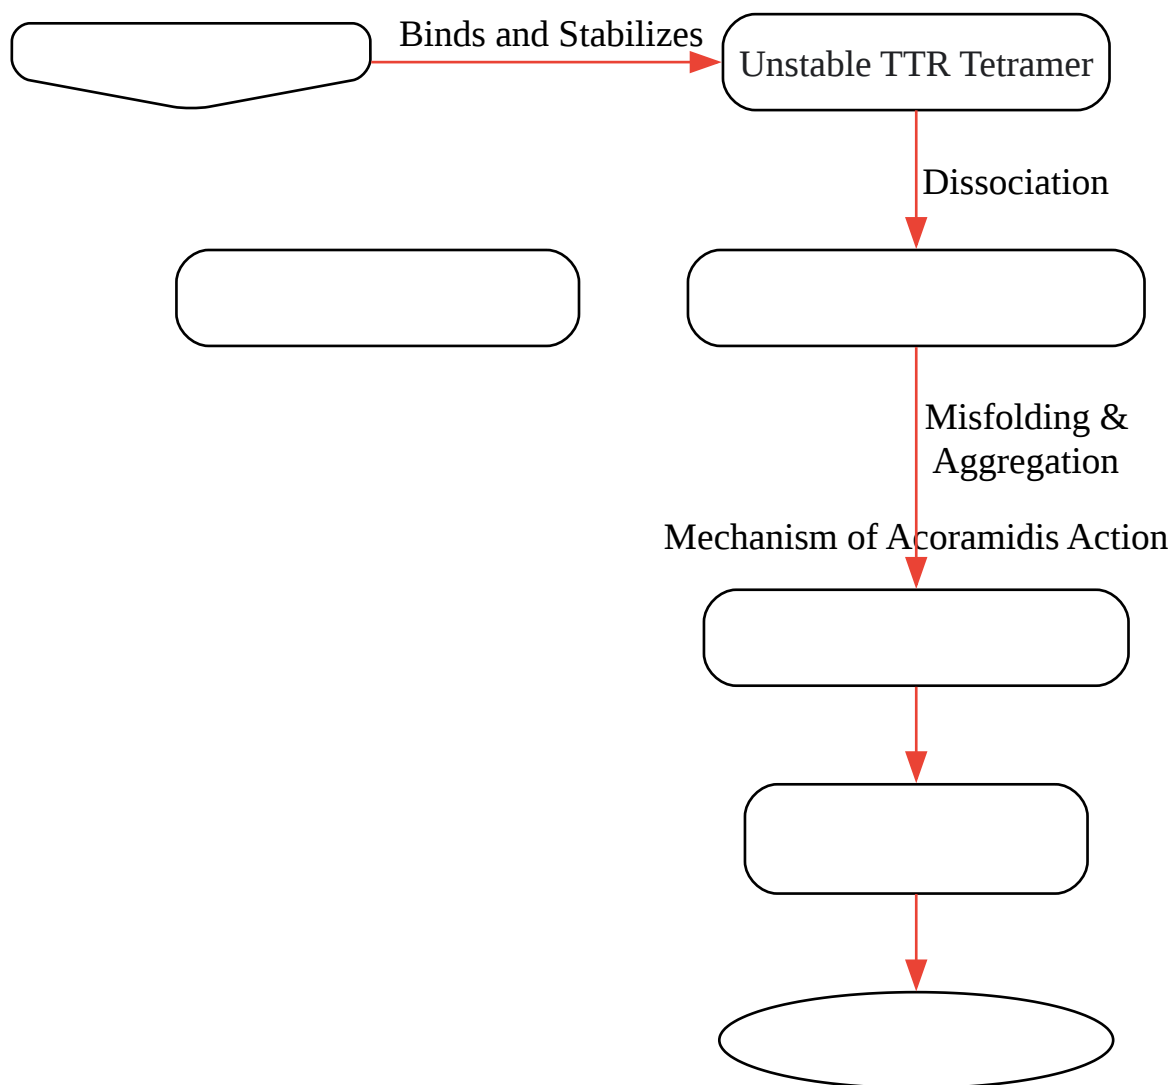 Binds and Stabilizes
Unstable TTR Tetramer
Dissociation
Misfolding &
Aggregation
Mechanism of Acoramidis Action